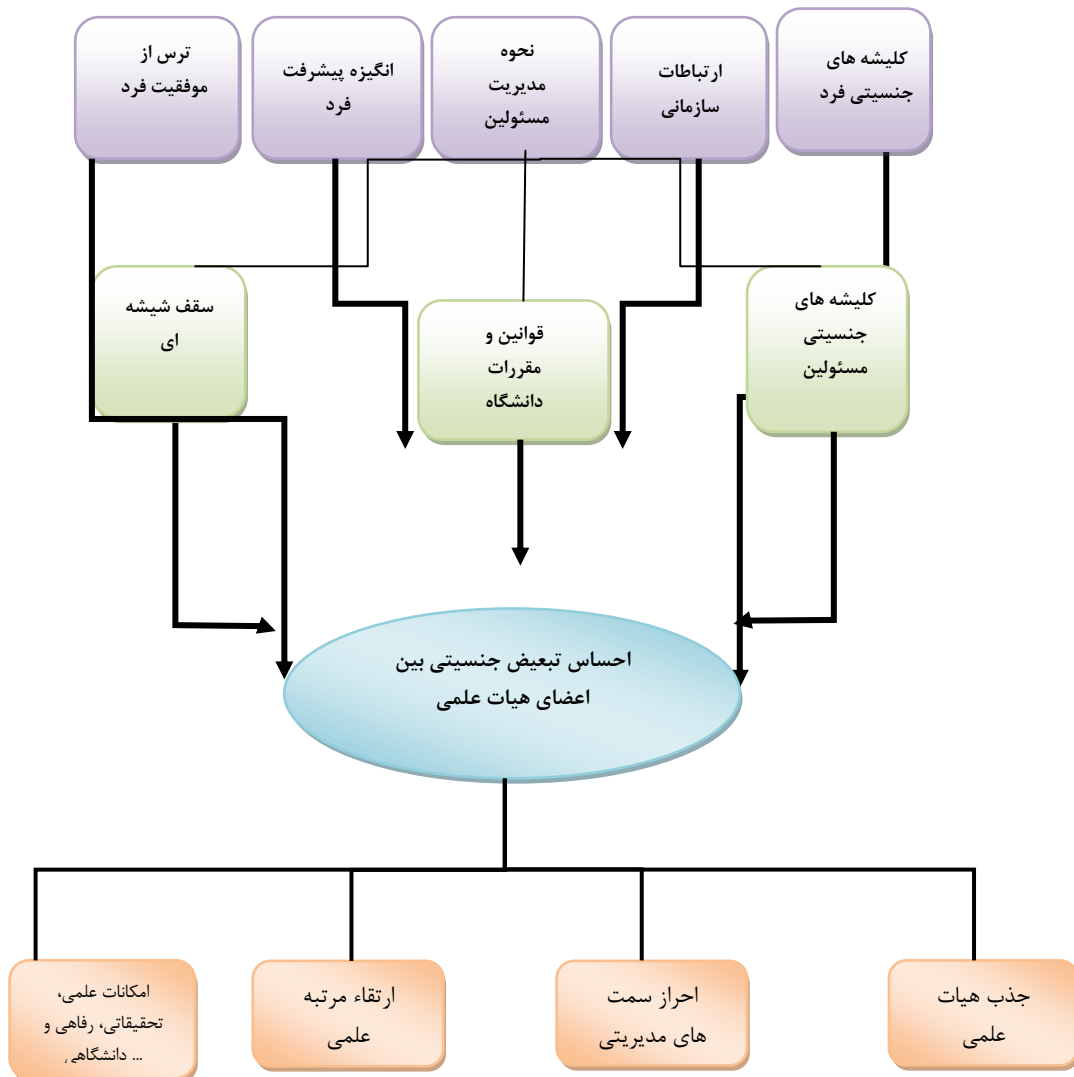 کلیشه های
جنسیتی فرد
ارتباطات
سازمانی
نحوه
مدیریت
مسئولین
انگیزه پیشرفت
فرد
ترس از
موفقیت فرد
کلیشه های
جنسیتی
مسئولین
قوانین و
مقررات
دانشگاه
سقف شیشه
ای
احساس تبعیض جنسیتی بین
اعضای هیات علمی
جذب هیات
علمی
احراز سمت
های مدیریتی
ارتقاء مرتبه
علمی
امکانات علمی،
تحقیقاتی، رفاهی و
... دانشگاهی